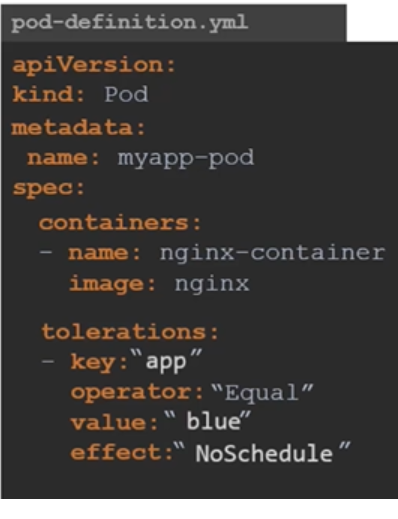 pod-definition.yml
apiVersion:
kind: Pod
metadata:
 name: myapp-pod
spec:
  containers:
  - name: nginx-container
    image: nginx
  tolerations:
  - key:“app”
    operator:“Equal”
    value:“ blue”
    effect:“ NoSchedule”